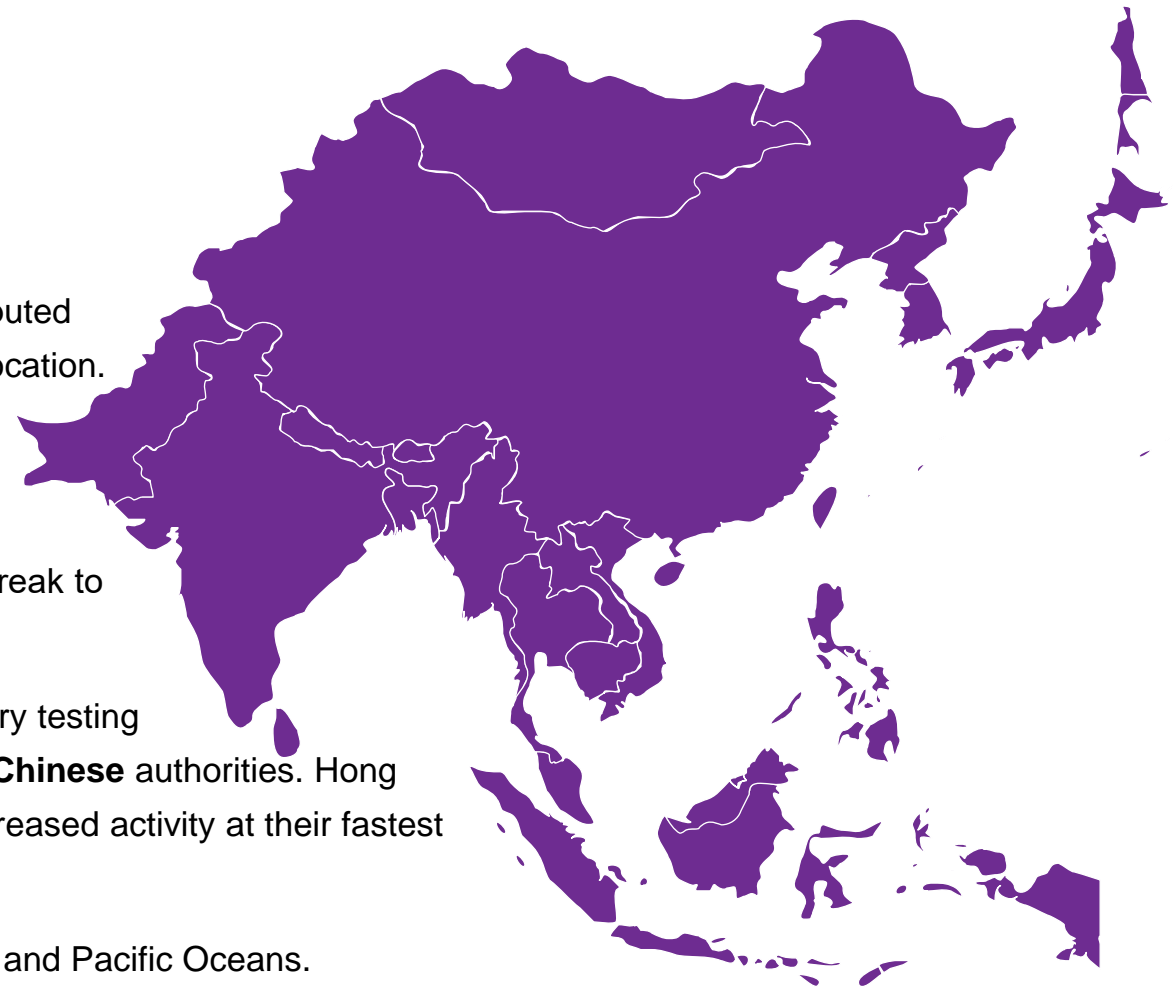 outed
ocation.
reak to
ry testing
Chinese authorities. Hong
reased activity at their fastest
and Pacific Oceans.